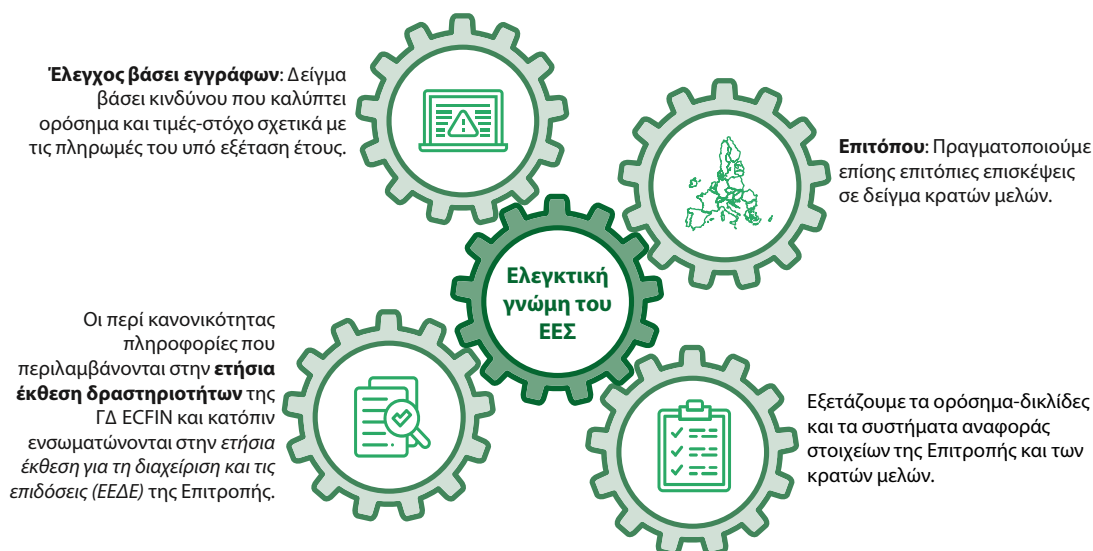 Έλεγχος βάσει εγγράφων: Δείγμα
βάσει κινδύνου που καλύπτει
ορόσημα και τιμές-στόχο σχετικά με
τις πληρωμές του υπό εξέταση έτους.
Επιτόπου: Πραγματοποιούμε
επίσης επιτόπιες επισκέψεις
σε δείγμα κρατών μελών.
Ελεγκτική
γνώμη του
ΕΕΣ
Οι περί κανονικότητας
πληροφορίες που
περιλαμβάνονται στην ετήσια
έκθεση δραστηριοτήτων της
ΓΔ ECFIN και κατόπιν
ενσωματώνονται στην ετήσια
έκθεση για τη διαχείριση και τις
επιδόσεις (ΕΕΔΕ) της Επιτροπής.
Εξετάζουμε τα ορόσημα-δικλίδες
και τα συστήματα αναφοράς
στοιχείων της Επιτροπής και των
κρατών μελών.